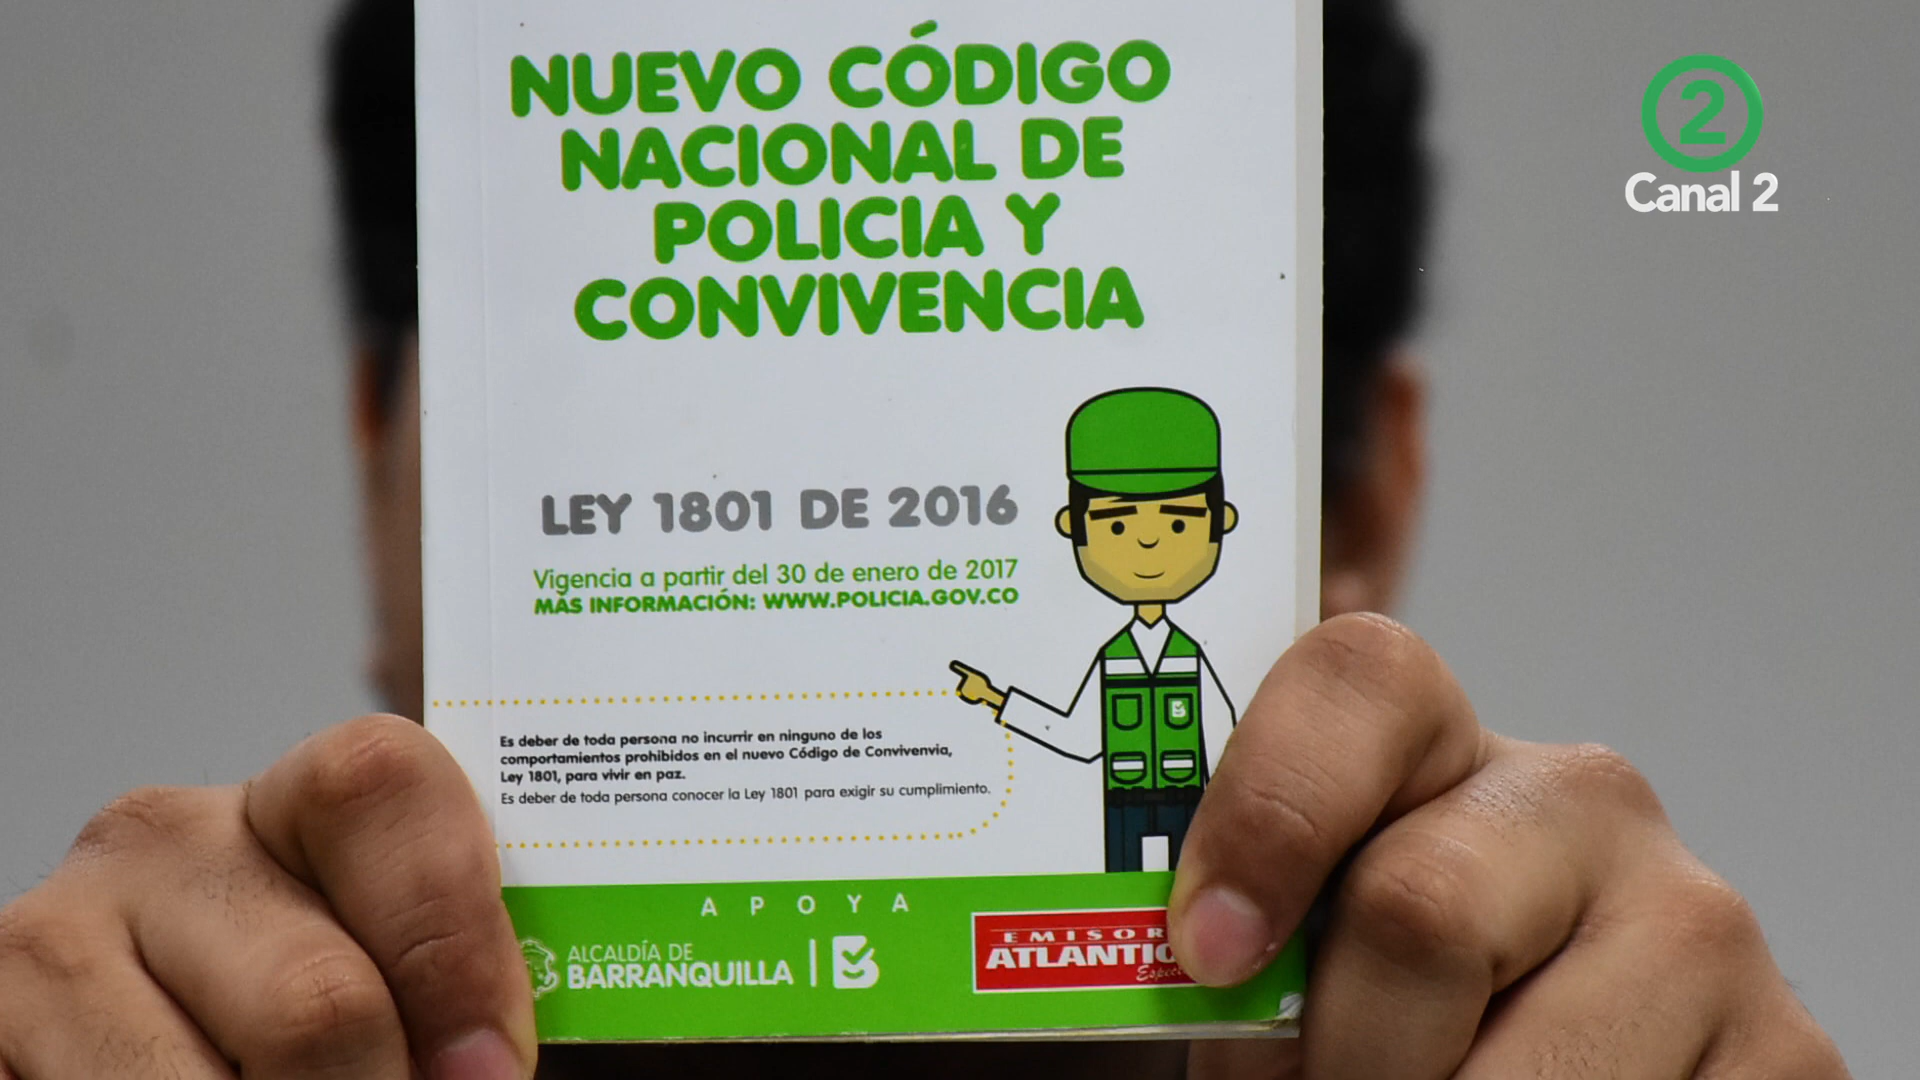 NUEVO CÓDIGO
NACIONAL DE
POLICIA Y
CONVIVENCIA
2
Canal 2
LEY 1801 DE 2016
Vigencia a partir del 30 de enero de 2017
MÁS INFORMACIÓN: WWW.POLICIA.GOV.CO
Es deber de toda persona no incurrir en ninguno de los
comportamientos prohibidos en el nuevo Código de Convivenvia,
Ley 1801, para vivir en paz.
Es deber de toda persona conocer la Ley 1801 para exigir su cumplimiento.
APOYA
ALCALDÍA DE
BARRANQUILLA
EMISOR
ATLANTIC